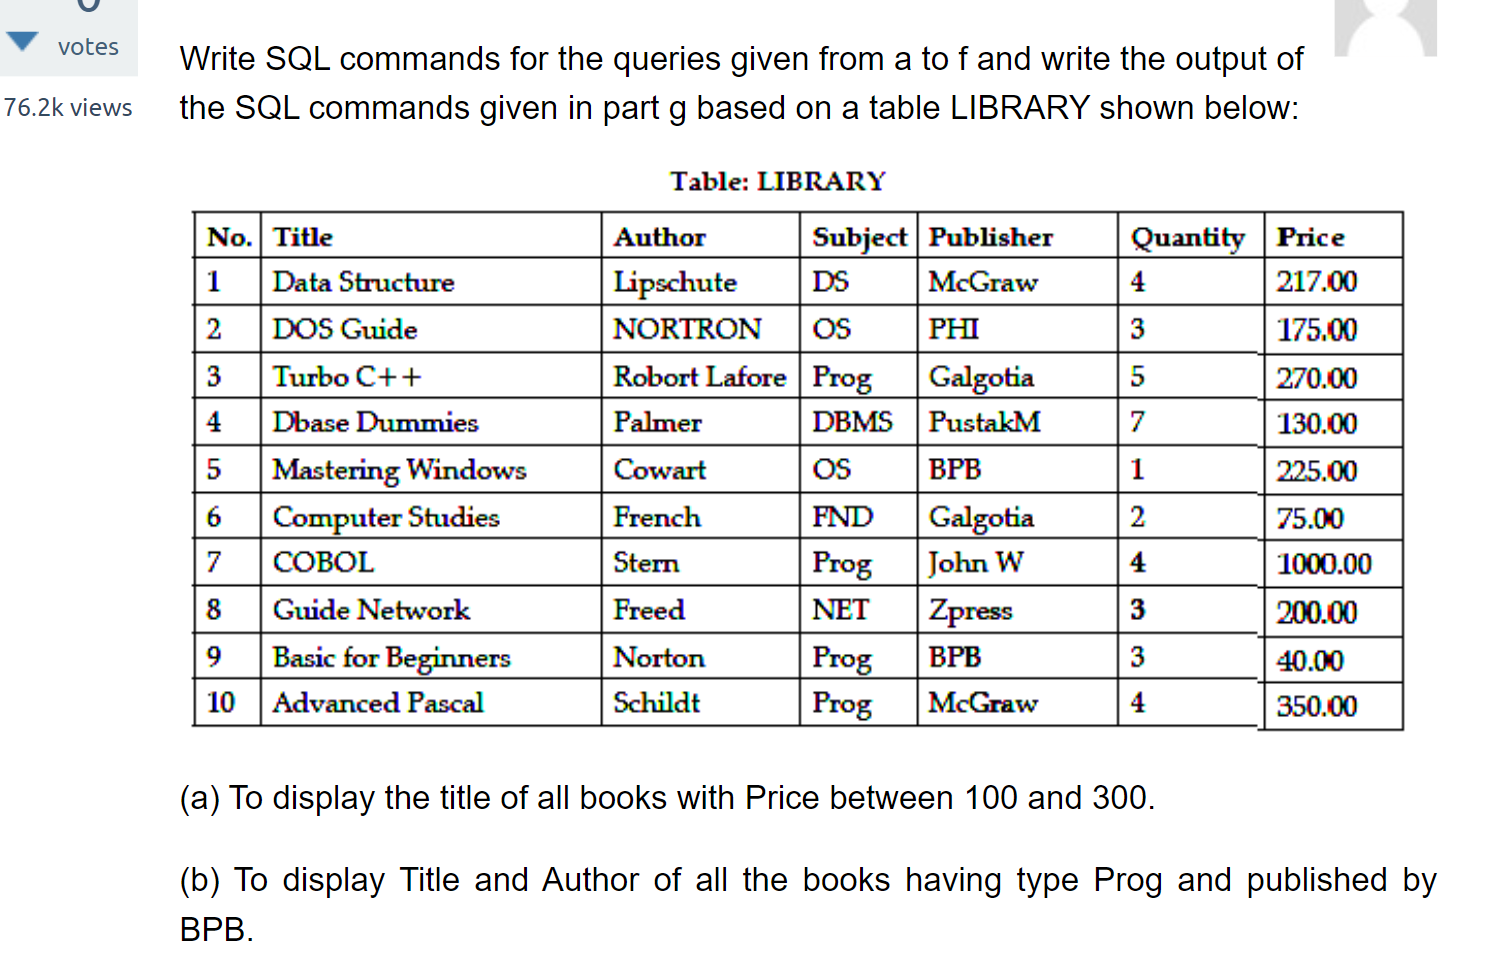 0
votes
76.2k views
Write SQL commands for the queries given from a to f and write the output of
the SQL commands given in part g based on a table LIBRARY shown below:
Table: LIBRARY
No. Title Author Subject Publisher Quantity Price
1 Data Structure Lipschute DS McGraw 4 217.00
2 DOS Guide NORTRON OS PHI 3 175.00
3 Turbo C++ Robort Lafore Prog Galgotia 5 270.00
4 Dbase Dummies Palmer DBMS PustakM 7 130.00
5 Mastering Windows Cowart OS BPB 1 225.00
6 Computer Studies French FND Galgotia 2 75.00
7 COBOL Stern Prog John W 4 1000.00
8 Guide Network Freed NET Zpress 3 200.00
9 Basic for Beginners Norton Prog BPB 3 40.00
10 Advanced Pascal Schildt Prog McGraw 4 350.00
(a) To display the title of all books with Price between 100 and 300.
(b) To display Title and Author of all the books having type Prog and published by
BPB.